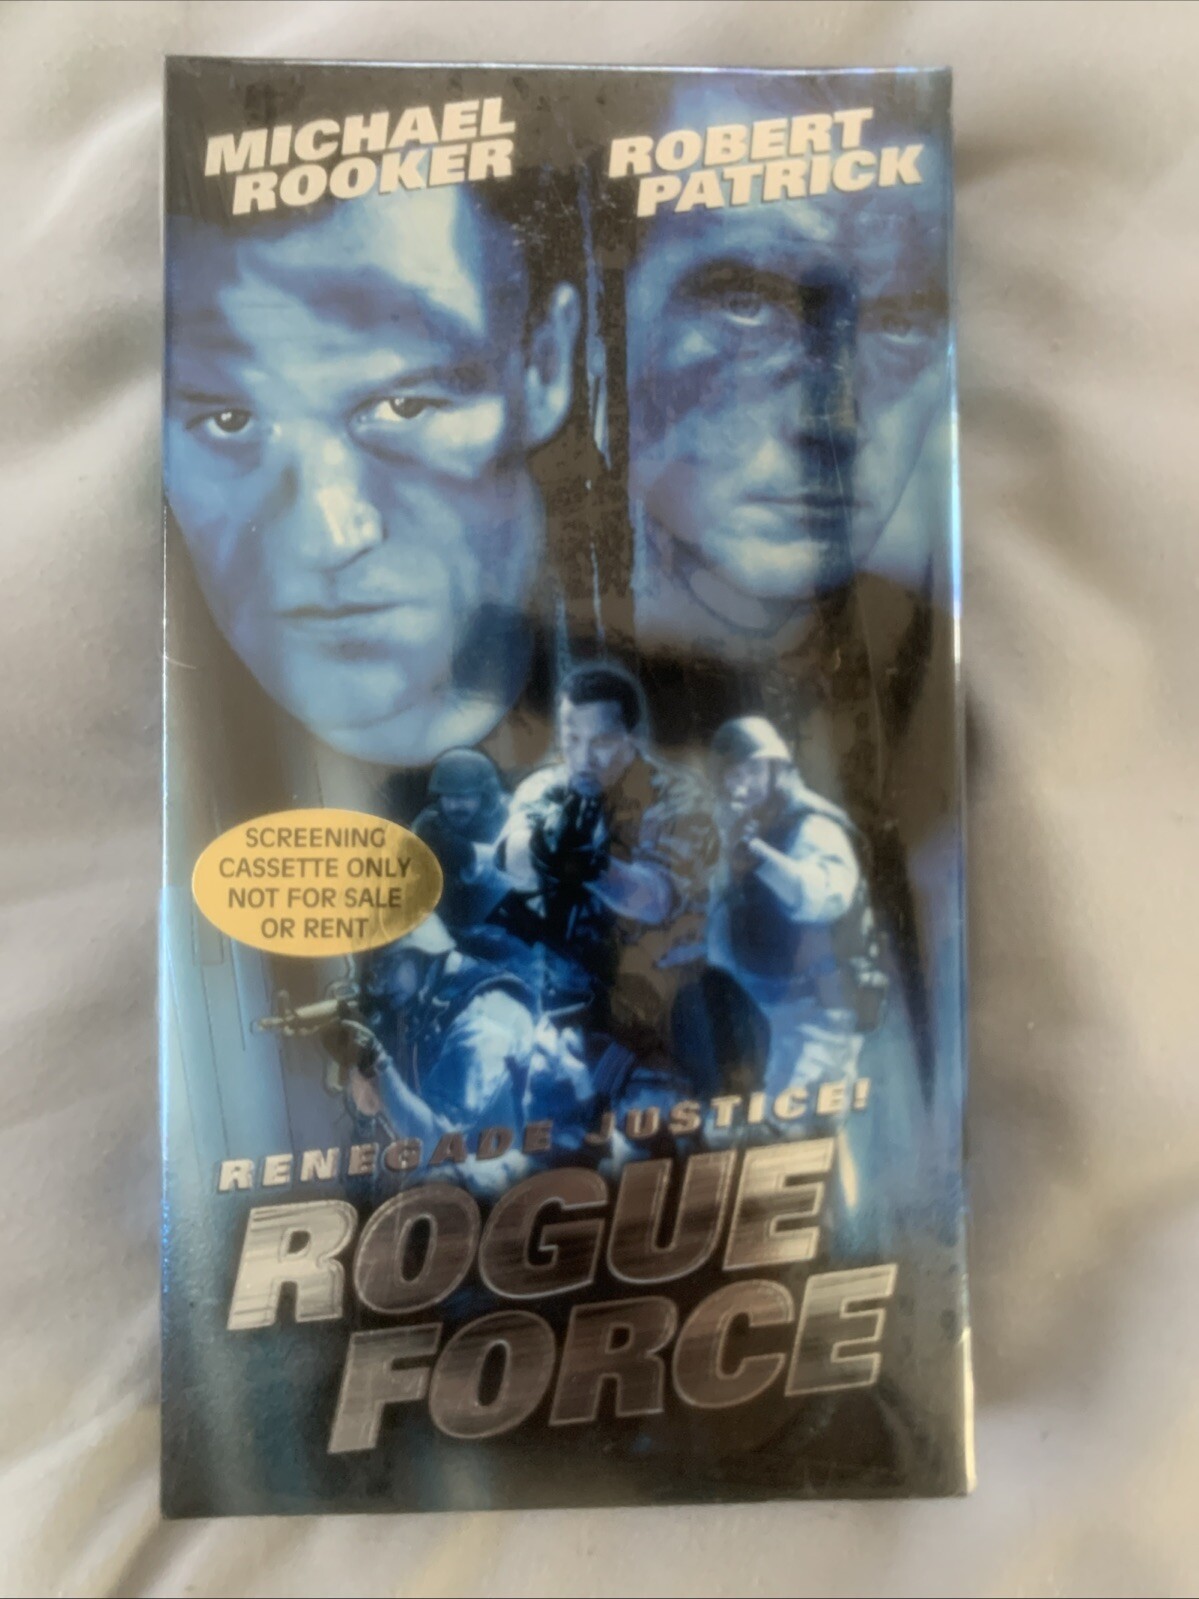 MICHAEL
ROOKER
ROBERT
PATRICK
SCREENING
CASSETTE ONLY
NOT FOR SALE
OR RENT
RENEGADE JUSTICE!
ROGUE
FORCE